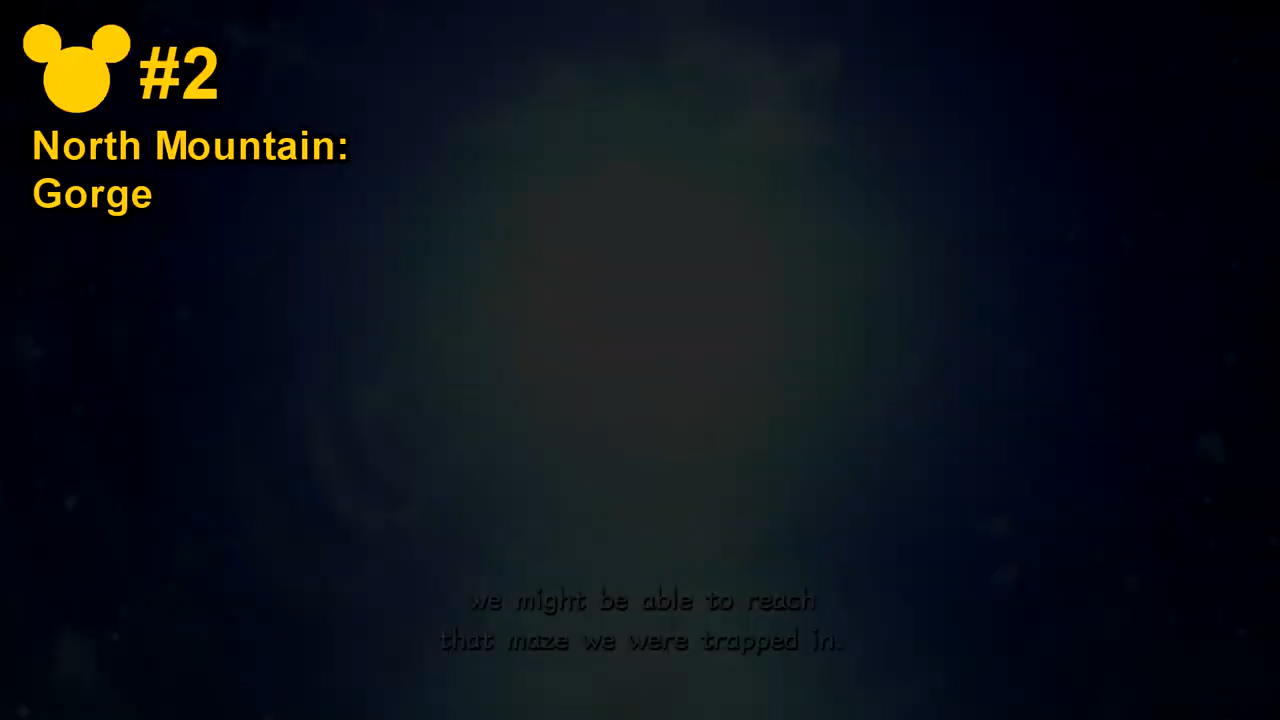 #2
North Mountain:
Gorge
we might be able to reach
that maze we were trapped in.